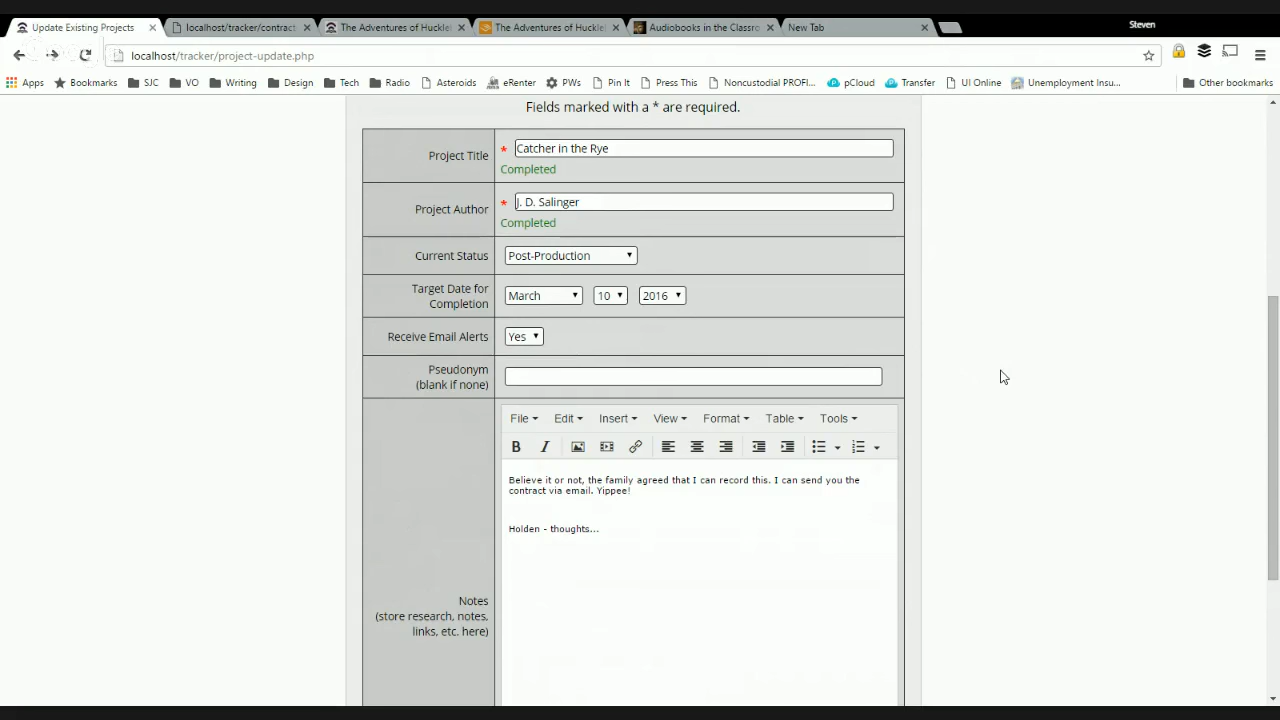 Steven
Update Existing Projects
localhost/tracker/contract
The Adventures of Huckle
The Adventures of Huckle
Audiobooks in the Classro
New Tab
localhost/tracker/project-update.php
Apps
Bookmarks
SJC
VO
Writing
Design
Tech
Radio
Asteroids
eRenter
PWs
Pin It
Press This
Noncustodial PROFI...
pCloud
Transfer
UI Online
Unemployment Insu...
Other bookmarks
Fields marked with a * are required.
Project Title
* Catcher in the Rye
Completed
Project Author
* J. D. Salinger
Completed
Current Status
Post-Production
Target Date for
Completion
March 10 2016
Receive Email Alerts
Yes
Pseudonym
(blank if none)
File Edit Insert View Format Table Tools
B I
Believe it or not, the family agreed that I can record this. I can send you the
contract via email. Yippee!
Holden - thoughts...
Notes
(store research, notes,
links, etc. here)